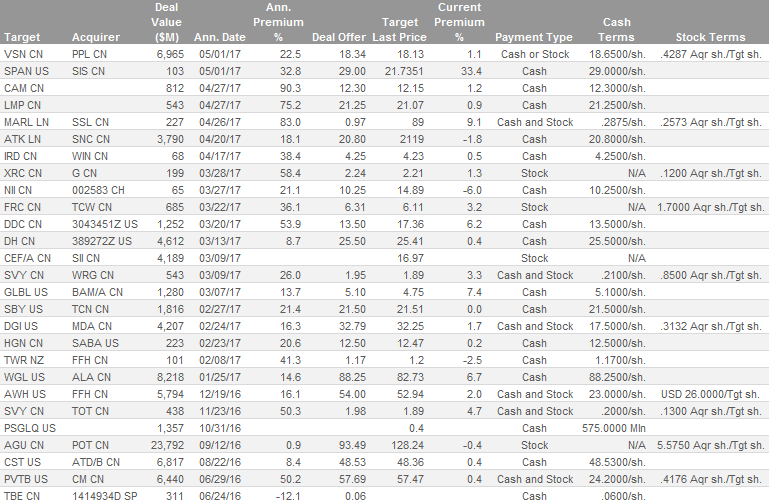 Deal Ann. Current
Value Premium Target Premium Cash
Target Acquirer ($M) Ann. Date % Deal Offer Last Price % Payment Type Terms Stock Terms
VSN CN PPL CN 6,965 05/01/17 22.5 18.34 18.13 1.1 Cash or Stock 18.6500/sh. .4287 Aqr sh./Tgt sh.
SPAN US SIS CN 103 05/01/17 32.8 29.00 21.7351 33.4 Cash 29.0000/sh.
CAM CN 812 04/27/17 90.3 12.30 12.15 1.2 Cash 12.3000/sh.
LMP CN 543 04/27/17 75.2 21.25 21.07 0.9 Cash 21.2500/sh.
MARL LN SSL CN 227 04/26/17 83.0 0.97 89 9.1 Cash and Stock .2875/sh. .2573 Aqr sh./Tgt sh.
ATK LN SNC CN 3,790 04/20/17 18.1 20.80 2119 -1.8 Cash 20.8000/sh.
IRD CN WIN CN 68 04/17/17 38.4 4.25 4.23 0.5 Cash 4.2500/sh.
XRC CN G CN 199 03/28/17 58.4 2.24 2.21 1.3 Stock N/A .1200 Aqr sh./Tgt sh.
NII CN 002583 CH 65 03/27/17 21.1 10.25 14.89 -6.0 Cash 10.2500/sh.
FRC CN TCW CN 685 03/22/17 36.1 6.31 6.11 3.2 Stock N/A 1.7000 Aqr sh./Tgt sh.
DDC CN 3043451Z US 1,252 03/20/17 53.9 13.50 17.36 6.2 Cash 13.5000/sh.
DH CN 389272Z US 4,612 03/13/17 8.7 25.50 25.41 0.4 Cash 25.5000/sh.
CEF/A CN SII CN 4,189 03/09/17 16.97 Stock N/A
SVY CN WRG CN 543 03/09/17 26.0 1.95 1.89 3.3 Cash and Stock .2100/sh. .8500 Aqr sh./Tgt sh.
GLBL US BAM/A CN 1,280 03/07/17 13.7 5.10 4.75 7.4 Cash 5.1000/sh.
SBY US TCN CN 1,816 02/27/17 21.4 21.50 21.51 0.0 Cash 21.5000/sh.
DGI US MDA CN 4,207 02/24/17 16.3 32.79 32.25 1.7 Cash and Stock 17.5000/sh. .3132 Aqr sh./Tgt sh.
HGN CN SABA US 223 02/23/17 20.6 12.50 12.47 0.2 Cash 12.5000/sh.
TWR NZ FFH CN 101 02/08/17 41.3 1.17 1.2 -2.5 Cash 1.1700/sh.
WGL US ALA CN 8,218 01/25/17 14.6 88.25 82.73 6.7 Cash 88.2500/sh.
AWH US FFH CN 5,794 12/19/16 16.1 54.00 52.94 2.0 Cash and Stock 23.0000/sh. USD 26.0000/Tgt sh.
SVY CN TOT CN 438 11/23/16 50.3 1.98 1.89 4.7 Cash and Stock .2000/sh. .1300 Aqr sh./Tgt sh.
PSGLQ US 1,357 10/31/16 0.4 Cash 575.0000 Mln
AGU CN POT CN 23,792 09/12/16 0.9 93.49 128.24 -0.4 Stock N/A 5.5750 Aqr sh./Tgt sh.
CST US ATD/B CN 6,817 08/22/16 8.4 48.53 48.36 0.4 Cash 48.5300/sh.
PVTB US CM CN 6,440 06/29/16 50.2 57.69 57.47 0.4 Cash and Stock 24.2000/sh. .4176 Aqr sh./Tgt sh.
TBE CN 1414934D SP 311 06/24/16 -12.1 0.06 Cash .0600/sh.